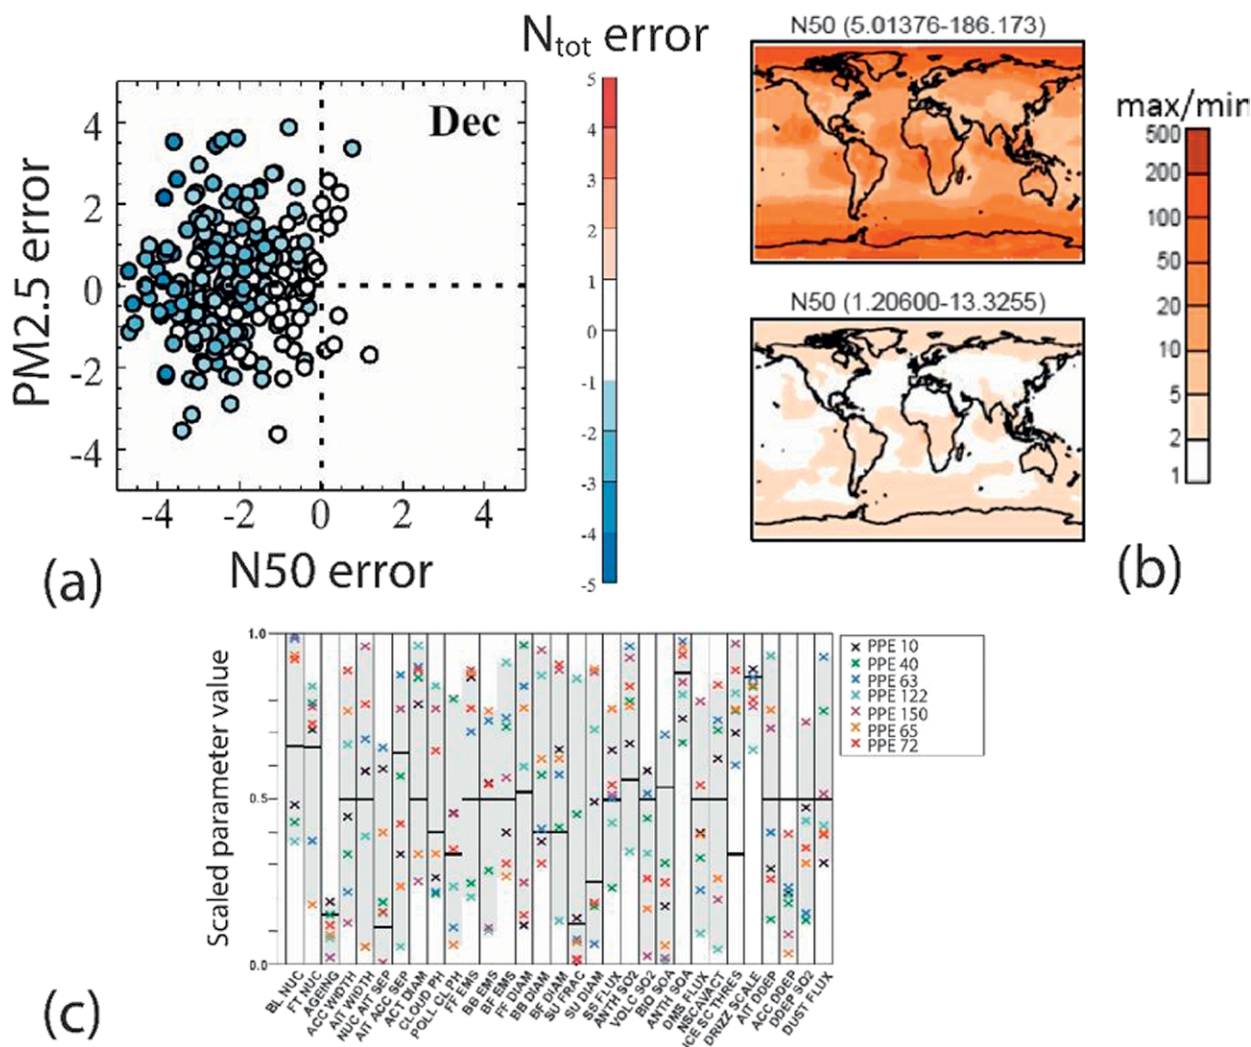 N_tot error
5
4
3
2
1
0
-1
-2
-3
-4
-5
Dec
PM2.5 error
4
2
0
-2
-4
-4
-2
0
2
4
N50 error
(a)
N50 (5.01376-186.173)
N50 (1.20600-13.3255)
max/min
500
200
100
50
20
10
5
2
1
(b)
Scaled parameter value
1.0
0.5
0.0
PPE 10
PPE 40
PPE 63
PPE 122
PPE 150
PPE 65
PPE 72
BL NUC
FT NUC
AGEING
ACC WIDTH
AIT WIDTH
NUC AIT SEP
AIT ACC SEP
ACT DIAM
CLOUD PH
POLL CL PH
FF EMS
BB EMS
BF EMS
FF DIAM
BB DIAM
BF DIAM
SU FRAC
SU DIAM
SS FLUX
ANTH SO2
VOLC SO2
BIO SOA
ANTH SOA
DMS FLUX
NSCAVACT
ICE SC THRES
DRIZZ SCALE
AIT DDEP
ACC DDEP
DDEP SO2
DUST FLUX
(c)